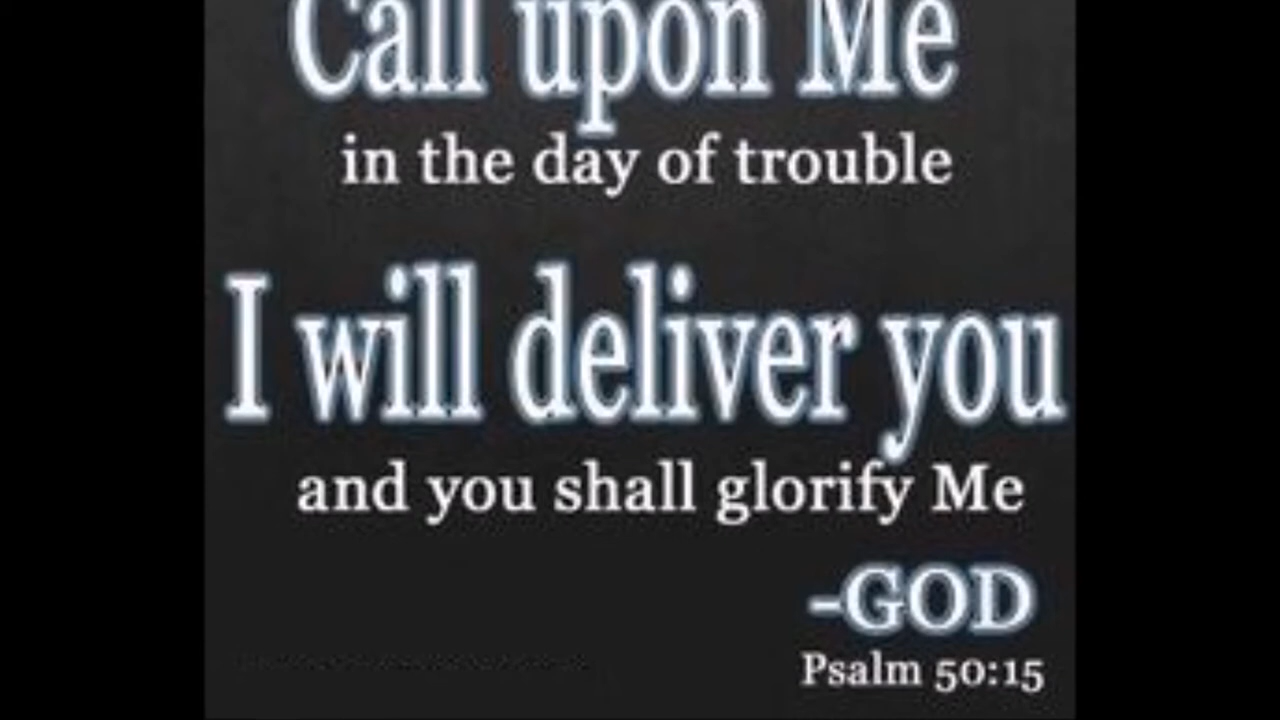 Call upon Me
in the day of trouble
I will deliver you
and you shall glorify Me
-GOD
Psalm 50:15